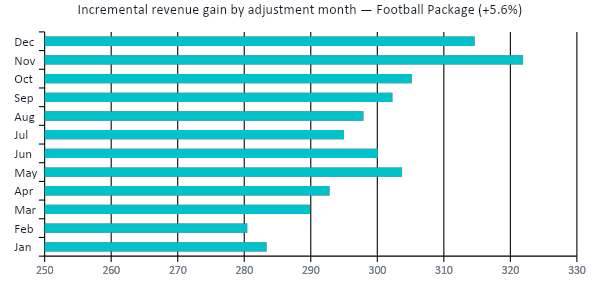 Incremental revenue gain by adjustment month — Football Package (+5.6%)
Dec
Nov
Oct
Sep
Aug
Jul
Jun
May
Apr
Mar
Feb
Jan
250 260 270 280 290 300 310 320 330